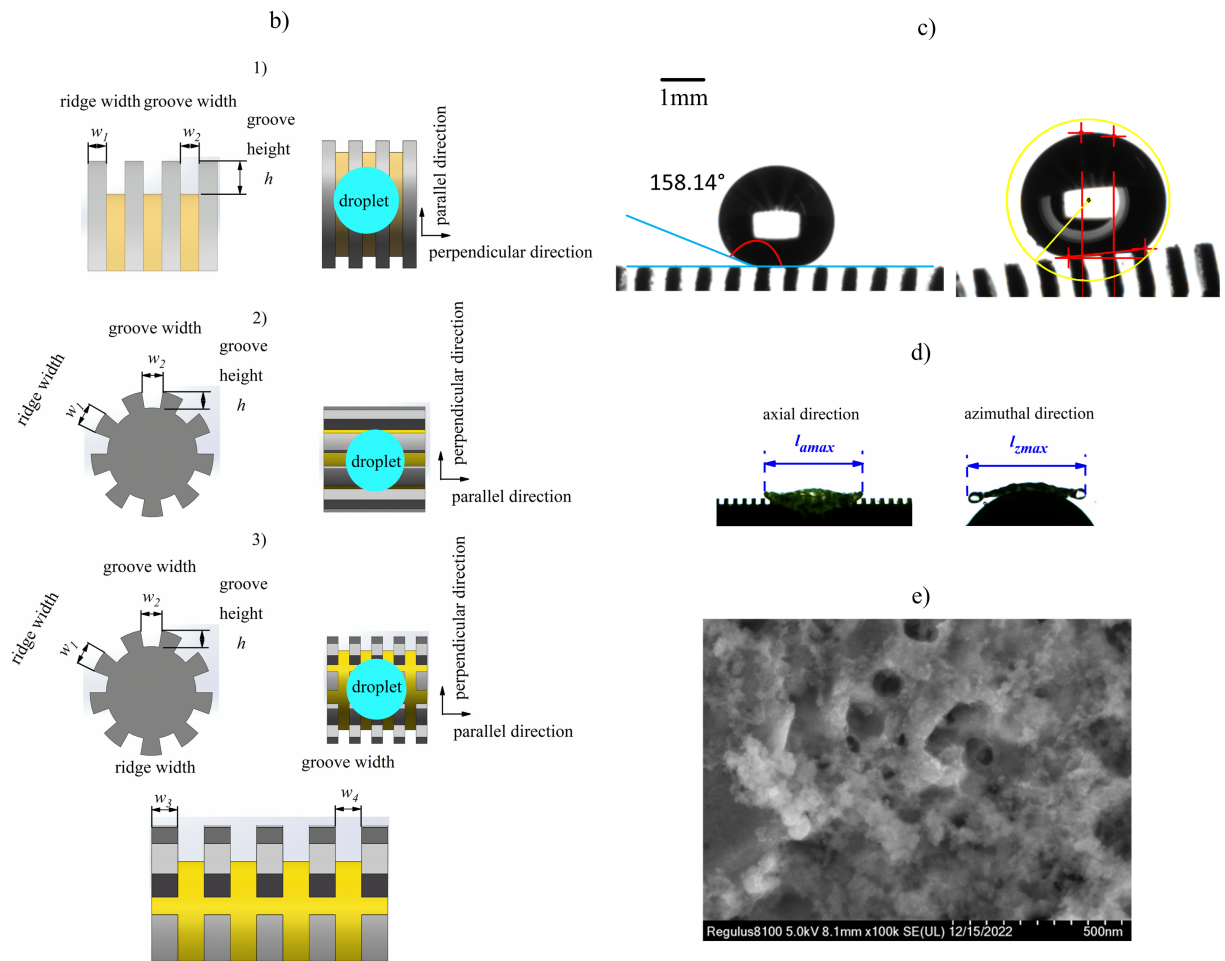 b)
1)
ridge width groove width
w1
w2
groove
height
h
droplet
parallel direction
perpendicular direction
2)
groove width
ridge width
w1
w2
groove
height
h
droplet
perpendicular direction
parallel direction
3)
groove width
ridge width
w1
w2
groove
height
h
droplet
perpendicular direction
parallel direction
ridge width
groove width
w3
w4
c)
1mm
158.14°
d)
axial direction
azimuthal direction
lamax
lzmax
e)
Regulus8100 5.0kV 8.1mm x100k SE(UL) 12/15/2022
500nm